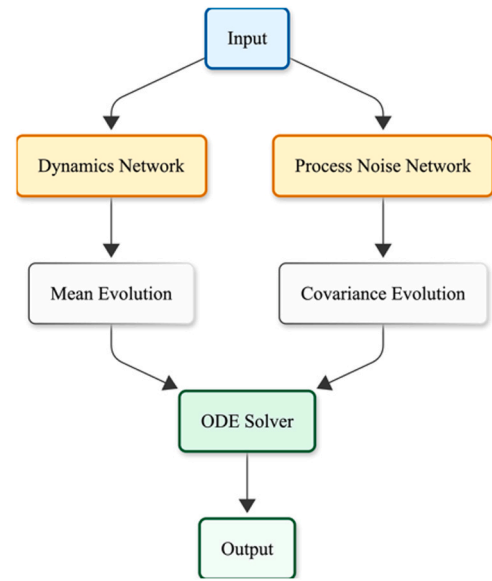 Input
Dynamics Network
Process Noise Network
Mean Evolution
Covariance Evolution
ODE Solver
Output